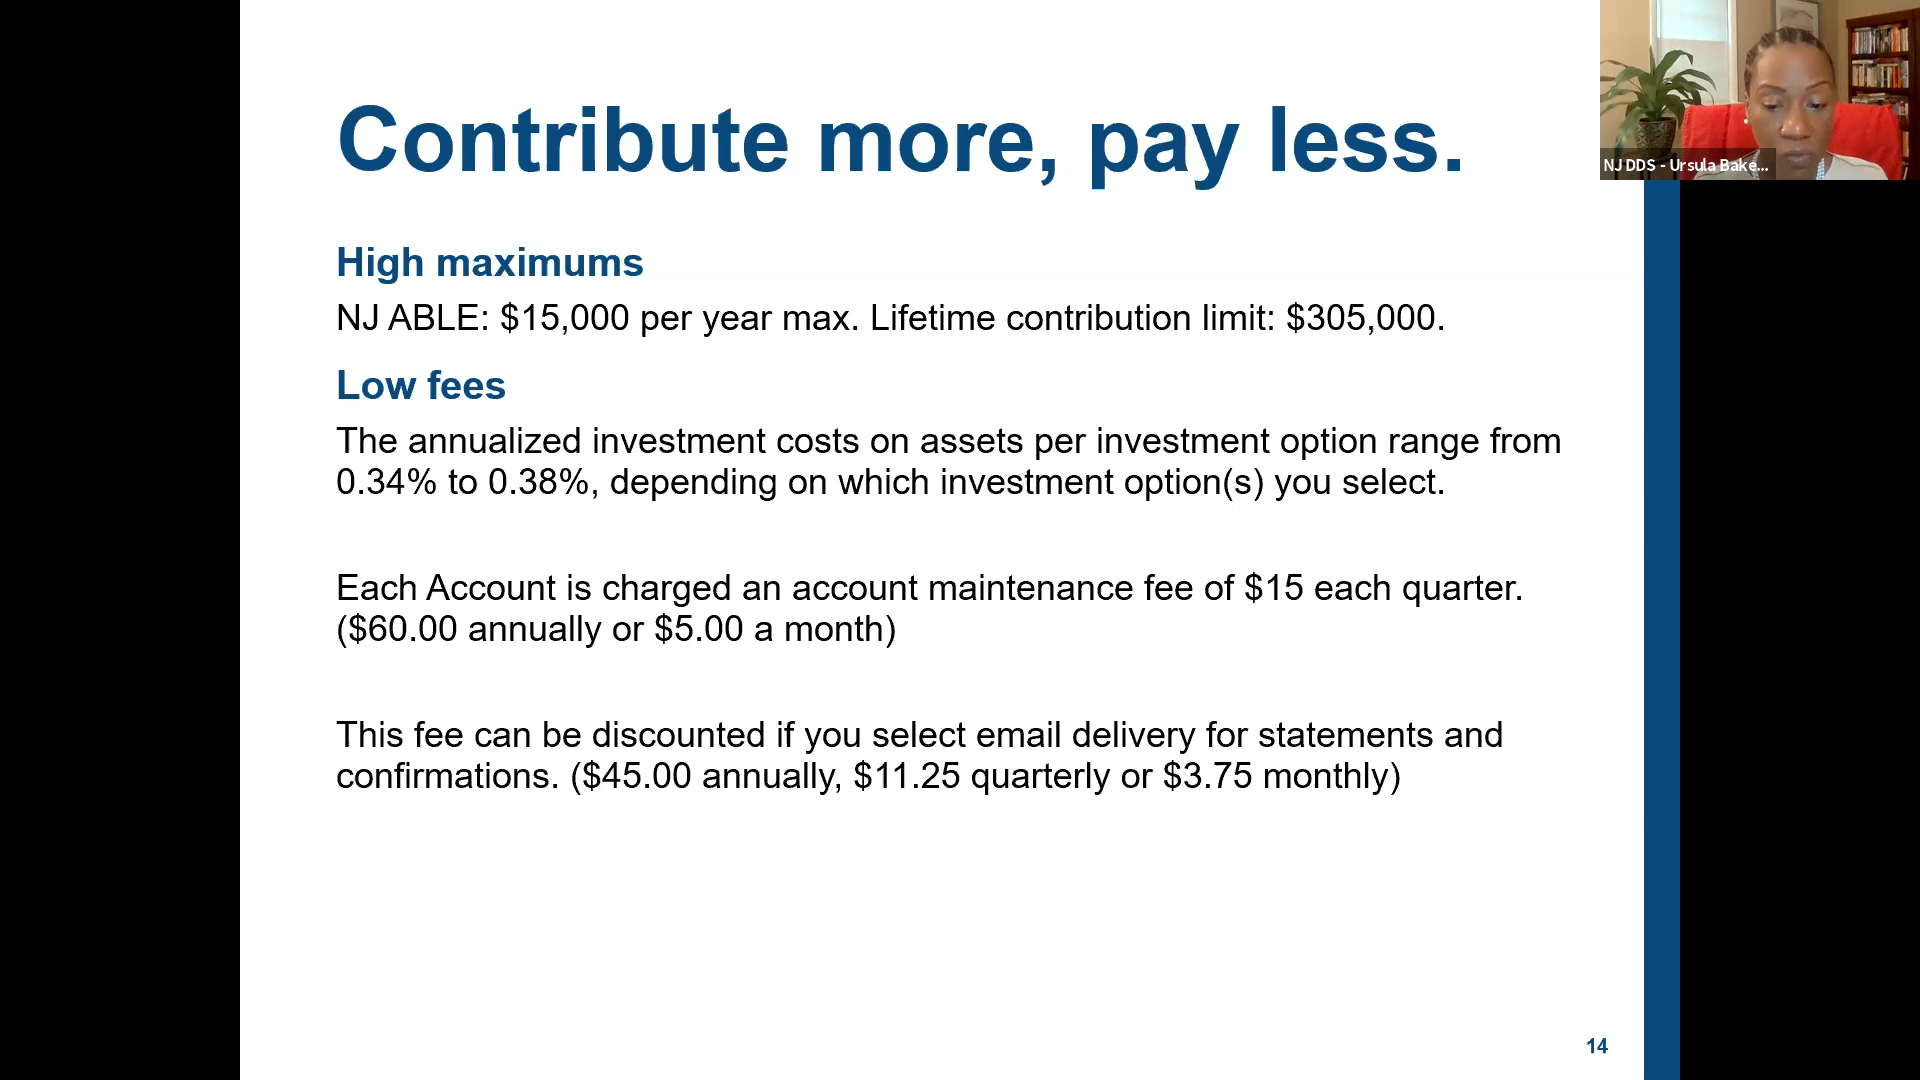 Contribute more, pay less.
NJ DDS - Ursula Bake...
High maximums
NJ ABLE: $15,000 per year max. Lifetime contribution limit: $305,000.
Low fees
The annualized investment costs on assets per investment option range from
0.34% to 0.38%, depending on which investment option(s) you select.
Each Account is charged an account maintenance fee of $15 each quarter.
($60.00 annually or $5.00 a month)
This fee can be discounted if you select email delivery for statements and
confirmations. ($45.00 annually, $11.25 quarterly or $3.75 monthly)
14